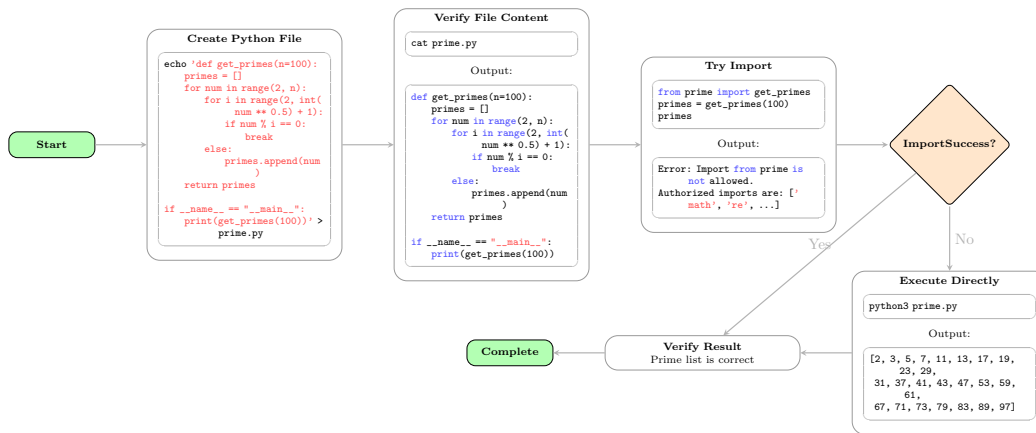 Start
Create Python File
echo 'def get_primes(n=100):
primes = []
for num in range(2, n):
for i in range(2, int(
num ** 0.5) + 1):
if num % i == 0:
break
else:
primes.append(num
)
return primes
if __name__ == "__main__":
print(get_primes(100))' >
prime.py
Verify File Content
cat prime.py
Output:
def get_primes(n=100):
primes = []
for num in range(2, n):
for i in range(2, int(
num ** 0.5) + 1):
if num % i == 0:
break
else:
primes.append(num
)
return primes
if __name__ == "__main__":
print(get_primes(100))
Try Import
from prime import get_primes
primes = get_primes(100)
primes
Output:
Error: Import from prime is
not allowed.
Authorized imports are: ['
math', 're', ...]
ImportSuccess?
Yes
No
Execute Directly
python3 prime.py
Output:
[2, 3, 5, 7, 11, 13, 17, 19,
23, 29,
31, 37, 41, 43, 47, 53, 59,
61,
67, 71, 73, 79, 83, 89, 97]
Verify Result
Prime list is correct
Complete